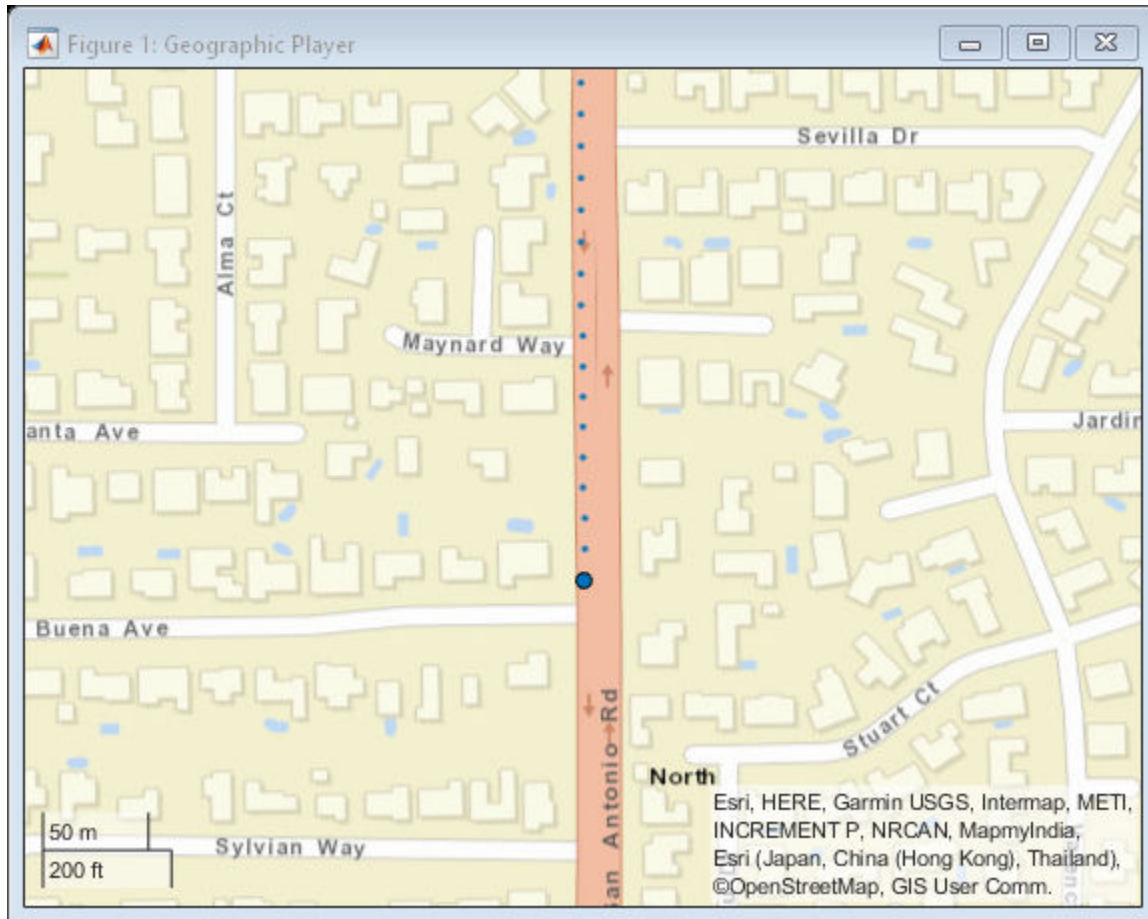 Figure 1: Geographic Player
Sevilla Dr
Alma Ct
Maynard Way
anta Ave
Jardin
Buena Ave
San Antonio Rd
Stuart Ct
North
Sylvian Way
50 m
200 ft
Esri, HERE, Garmin USGS, Intermap, METI,
INCREMENT P, NRCAN, MapmyIndia,
Esri (Japan, China (Hong Kong), Thailand),
©OpenStreetMap, GIS User Comm.